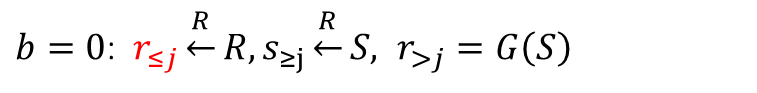 b = 0: r≤j ←R R, s≥j ←R S, r>j = G(S)